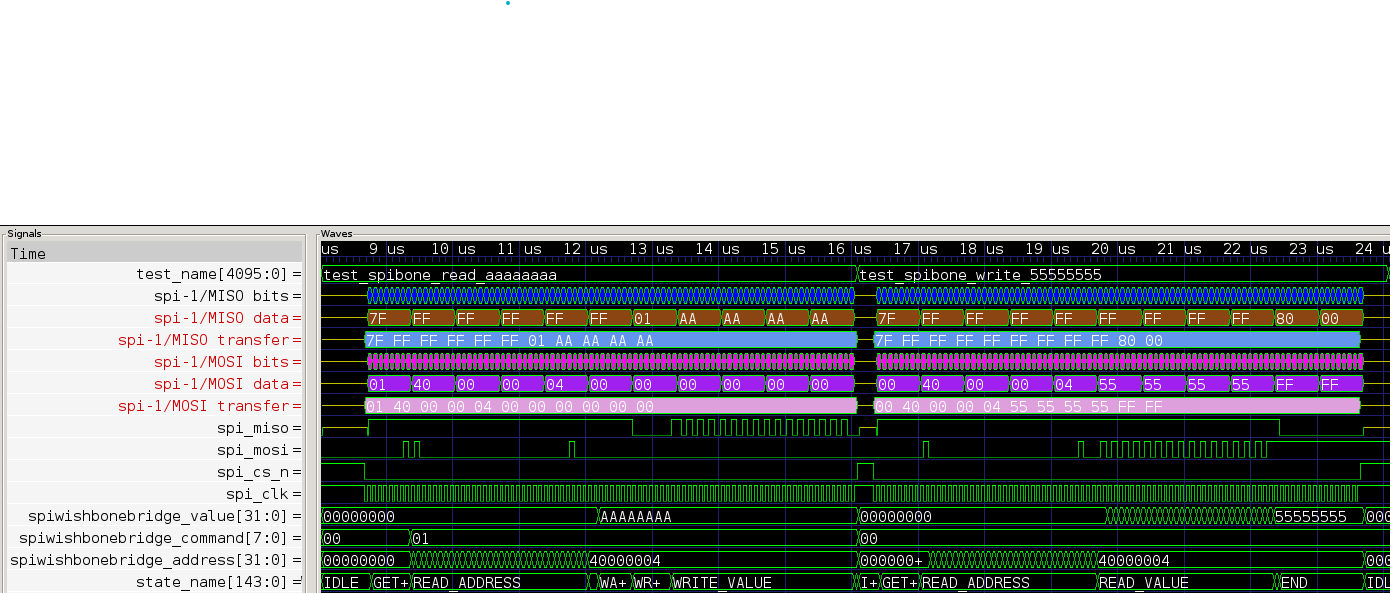 Signals
Waves
Time
us 9 us 10 us 11 us 12 us 13 us 14 us 15 us 16 us 17 us 18 us 19 us 20 us 21 us 22 us 23 us 24 u
test_name[4095:0] = test_spibone_read_aaaaaaaa test_spibone_write_55555555
spi-1/MISO bits =
spi-1/MISO data = 7F FF FF FF FF FF 01 AA AA AA AA 7F FF FF FF FF FF FF FF FF 80 00
spi-1/MISO transfer = 7F FF FF FF FF FF 01 AA AA AA AA 7F FF FF FF FF FF FF FF FF 80 00
spi-1/MOSI bits =
spi-1/MOSI data = 01 40 00 00 04 00 00 00 00 00 00 00 40 00 00 04 55 55 55 55 FF FF
spi-1/MOSI transfer = 01 40 00 00 04 00 00 00 00 00 00 00 40 00 00 04 55 55 55 55 FF FF
spi_miso =
spi_mosi =
spi_cs_n =
spi_clk =
spiwishbonebridge_value[31:0] = 00000000 AAAAAAAA 00000000 55555555 000
spiwishbonebridge_command[7:0] = 00 01 00
spiwishbonebridge_address[31:0] = 00000000 40000004 000000+ 40000004 000
state_name[143:0] = IDLE GET+ READ_ADDRESS WA+ WR+ WRITE_VALUE I+ GET+ READ_ADDRESS READ_VALUE END IDL